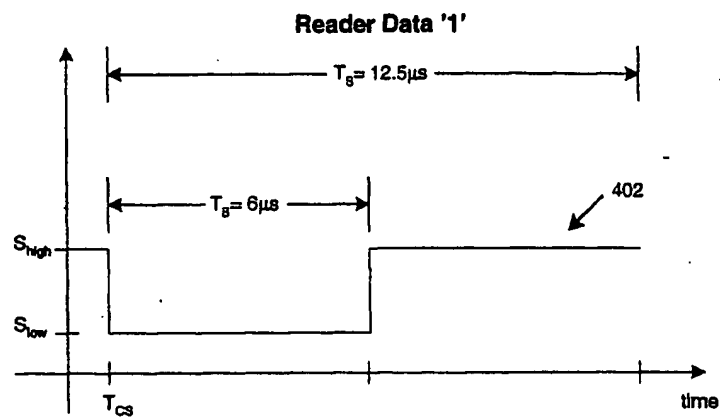 Reader Data '1'
T_S = 12.5μs
T_S = 6μs
402
S_high
S_low
T_CS
time